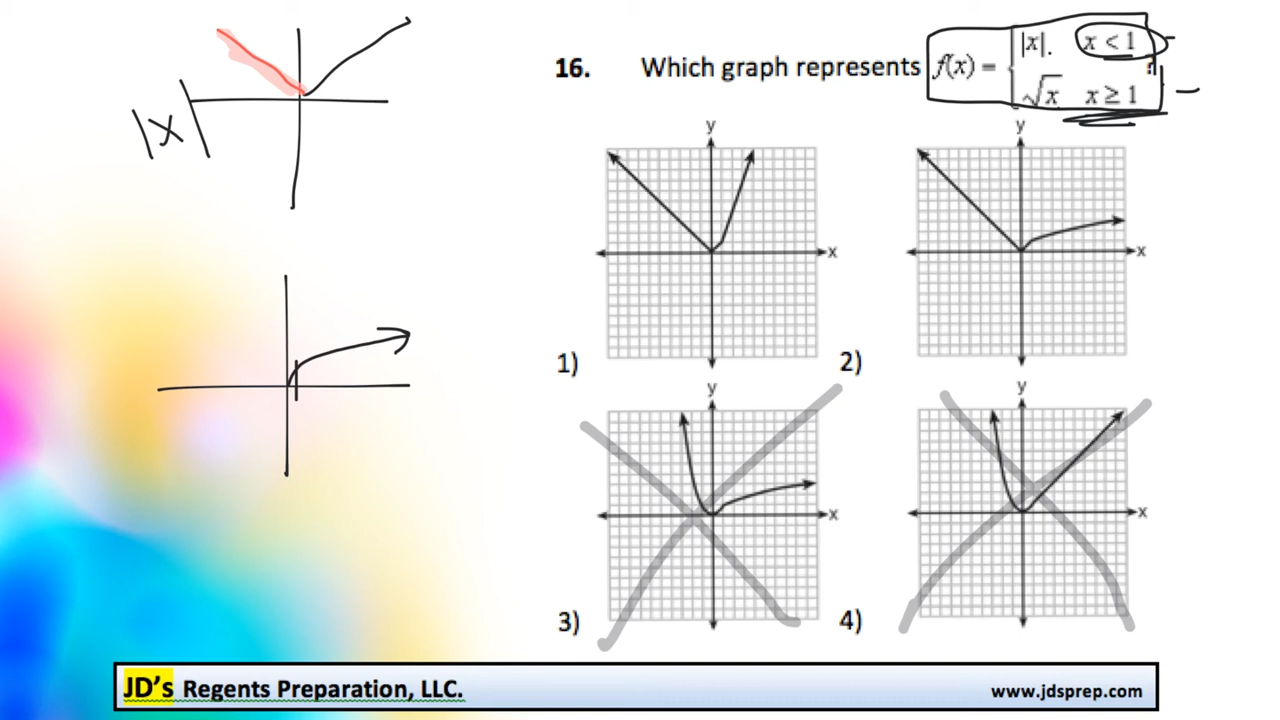 |x|
16. Which graph represents f(x) = { |x|, x < 1
√x x ≥ 1 ?
y
y
x
x
1)
2)
y
y
x
x
3)
4)
JD's Regents Preparation, LLC.
www.jdsprep.com